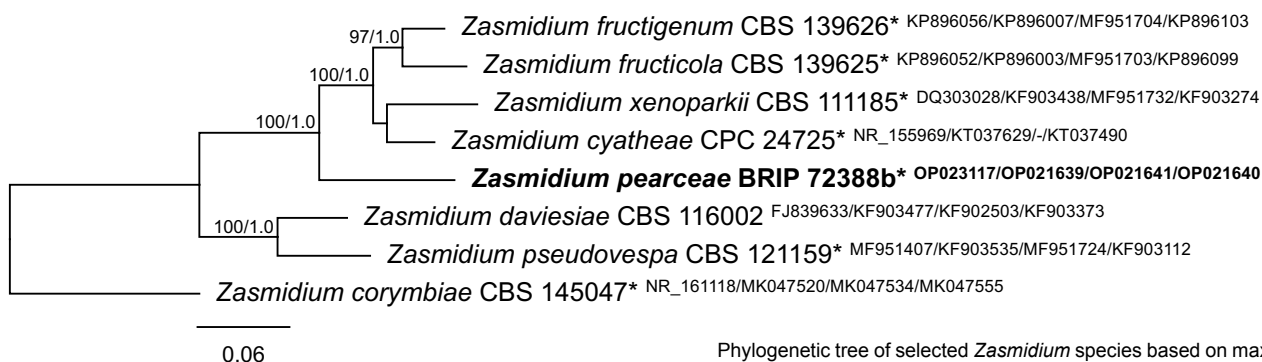 Zasmidium fructigenum CBS 139626* KP896056/KP896007/MF951704/KP896103
97/1.0
Zasmidium fructicola CBS 139625* KP896052/KP896003/MF951703/KP896099
100/1.0
Zasmidium xenoparkii CBS 111185* DQ303028/KF903438/MF951732/KF903274
100/1.0
Zasmidium cyatheae CPC 24725* NR_155969/KT037629/-/KT037490
Zasmidium pearceae BRIP 72388b* OP023117/OP021639/OP021641/OP021640
Zasmidium daviesiae CBS 116002 FJ839633/KF903477/KF902503/KF903373
100/1.0
Zasmidium pseudovespa CBS 121159* MF951407/KF903535/MF951724/KF903112
Zasmidium corymbiae CBS 145047* NR_161118/MK047520/MK047534/MK047555
0.06
Phylogenetic tree of selected Zasmidium species based on